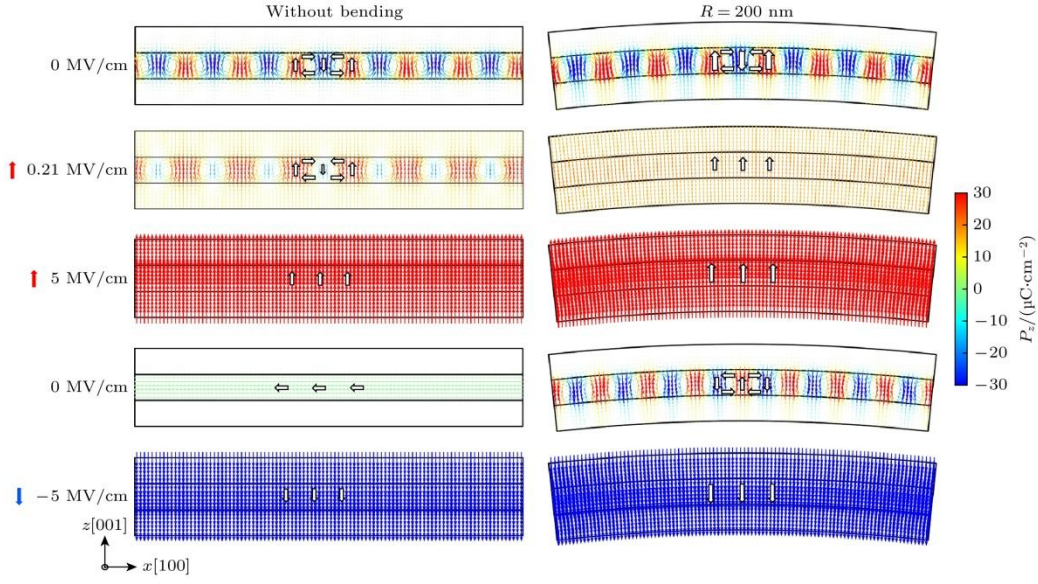 Without bending
R = 200 nm
0 MV/cm
0.21 MV/cm
5 MV/cm
0 MV/cm
−5 MV/cm
30
20
10
0
−10
−20
−30
Pz/(μC·cm−2)
z[001]
x[100]